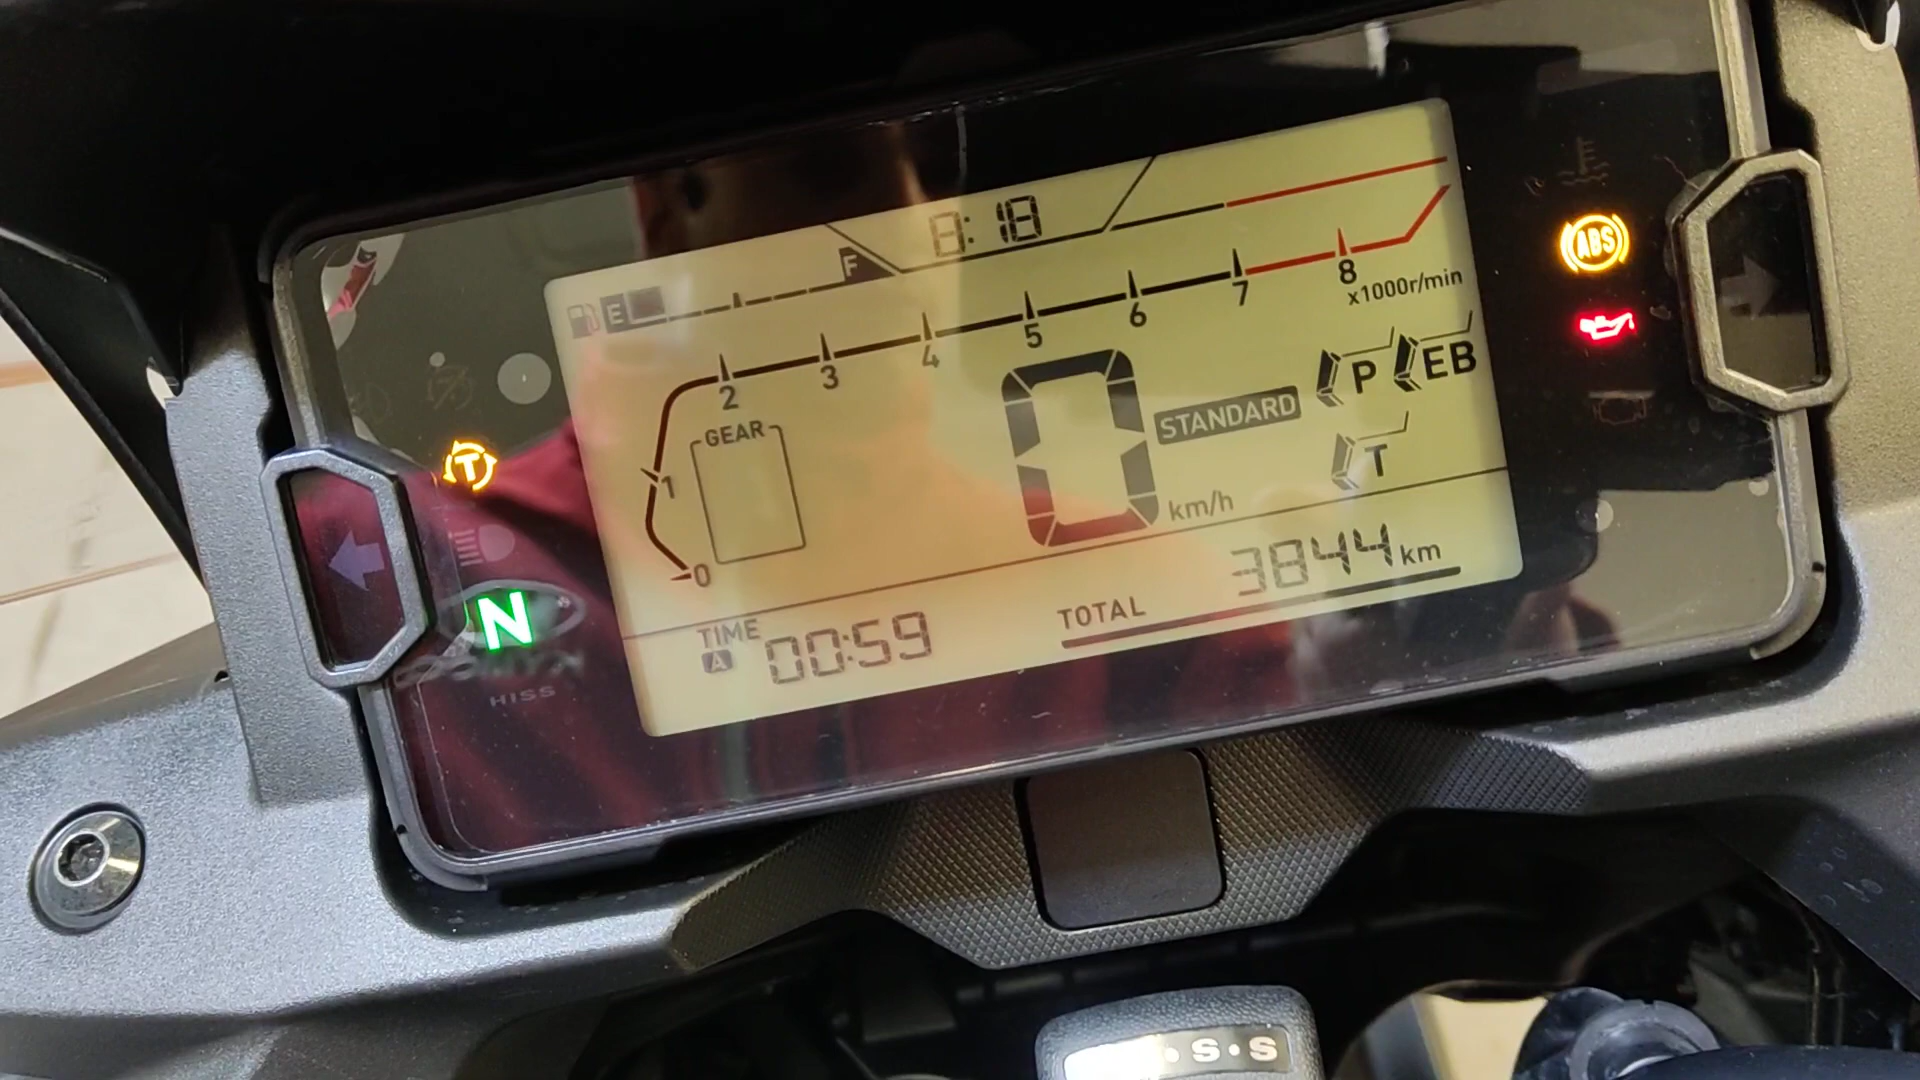 8:18
F
E
8
x1000r/min
7
6
5
4
3
2
1
0
P EB
GEAR
0
STANDARD
T
km/h
ABS
T
N
HISS
TIME
A 00:59
TOTAL 3844 km
S·S